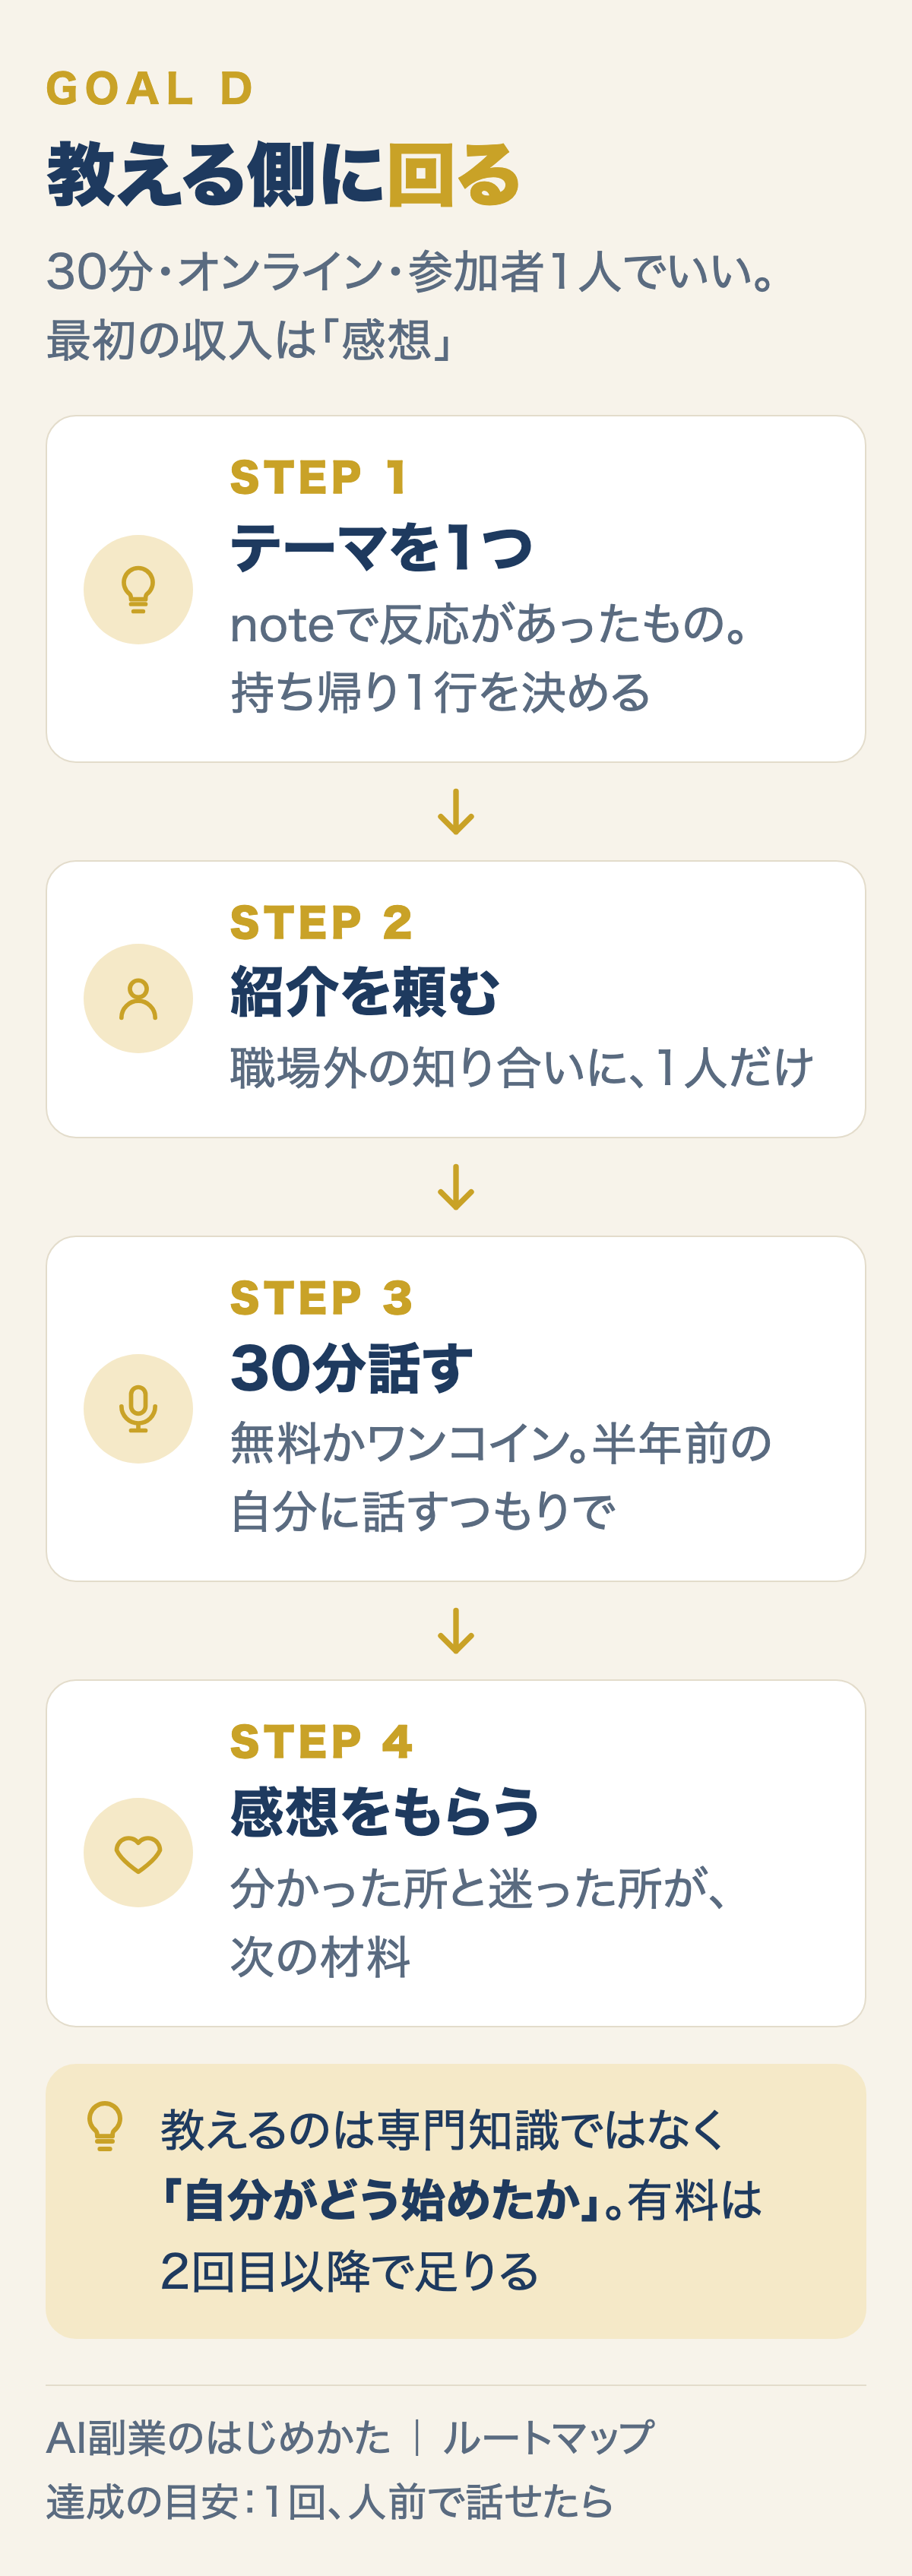 GOAL D
教える側に回る
30分・オンライン・参加者1人でいい。
最初の収入は「感想」
STEP 1
テーマを1つ
noteで反応があったもの。
持ち帰り1行を決める
STEP 2
紹介を頼む
職場外の知り合いに、1人だけ
STEP 3
30分話す
無料かワンコイン。半年前の
自分に話すつもりで
STEP 4
感想をもらう
分かった所と迷った所が、
次の材料
教えるのは専門知識ではなく
「自分がどう始めたか」。有料は
2回目以降で足りる
AI副業のはじめかた｜ルートマップ
達成の目安：1回、人前で話せたら